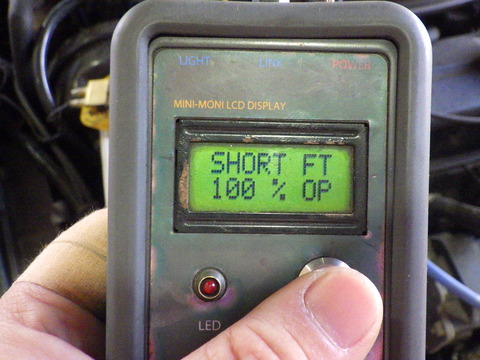 LIGHT LINK POWER
MINI-MONI LCD DISPLAY
SHORT FT
100 % OP
LED